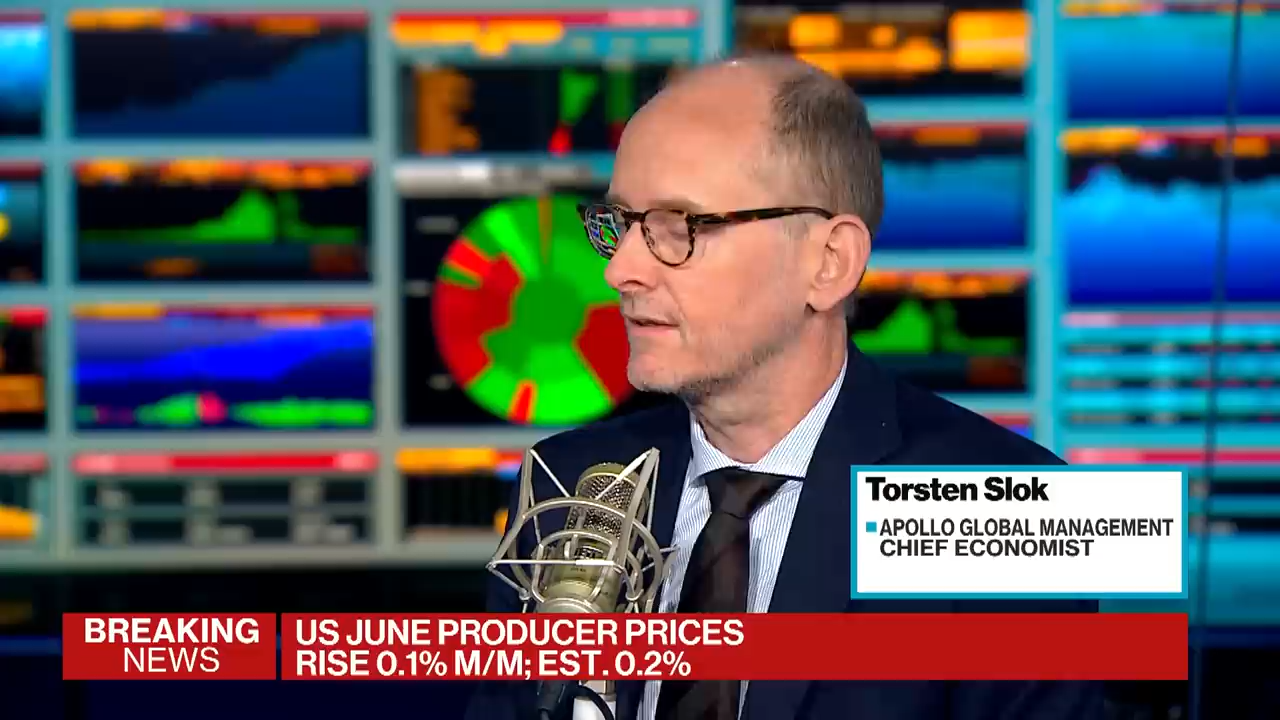 Torsten Slok
APOLLO GLOBAL MANAGEMENT
CHIEF ECONOMIST
BREAKING
NEWS
US JUNE PRODUCER PRICES
RISE 0.1% M/M; EST. 0.2%